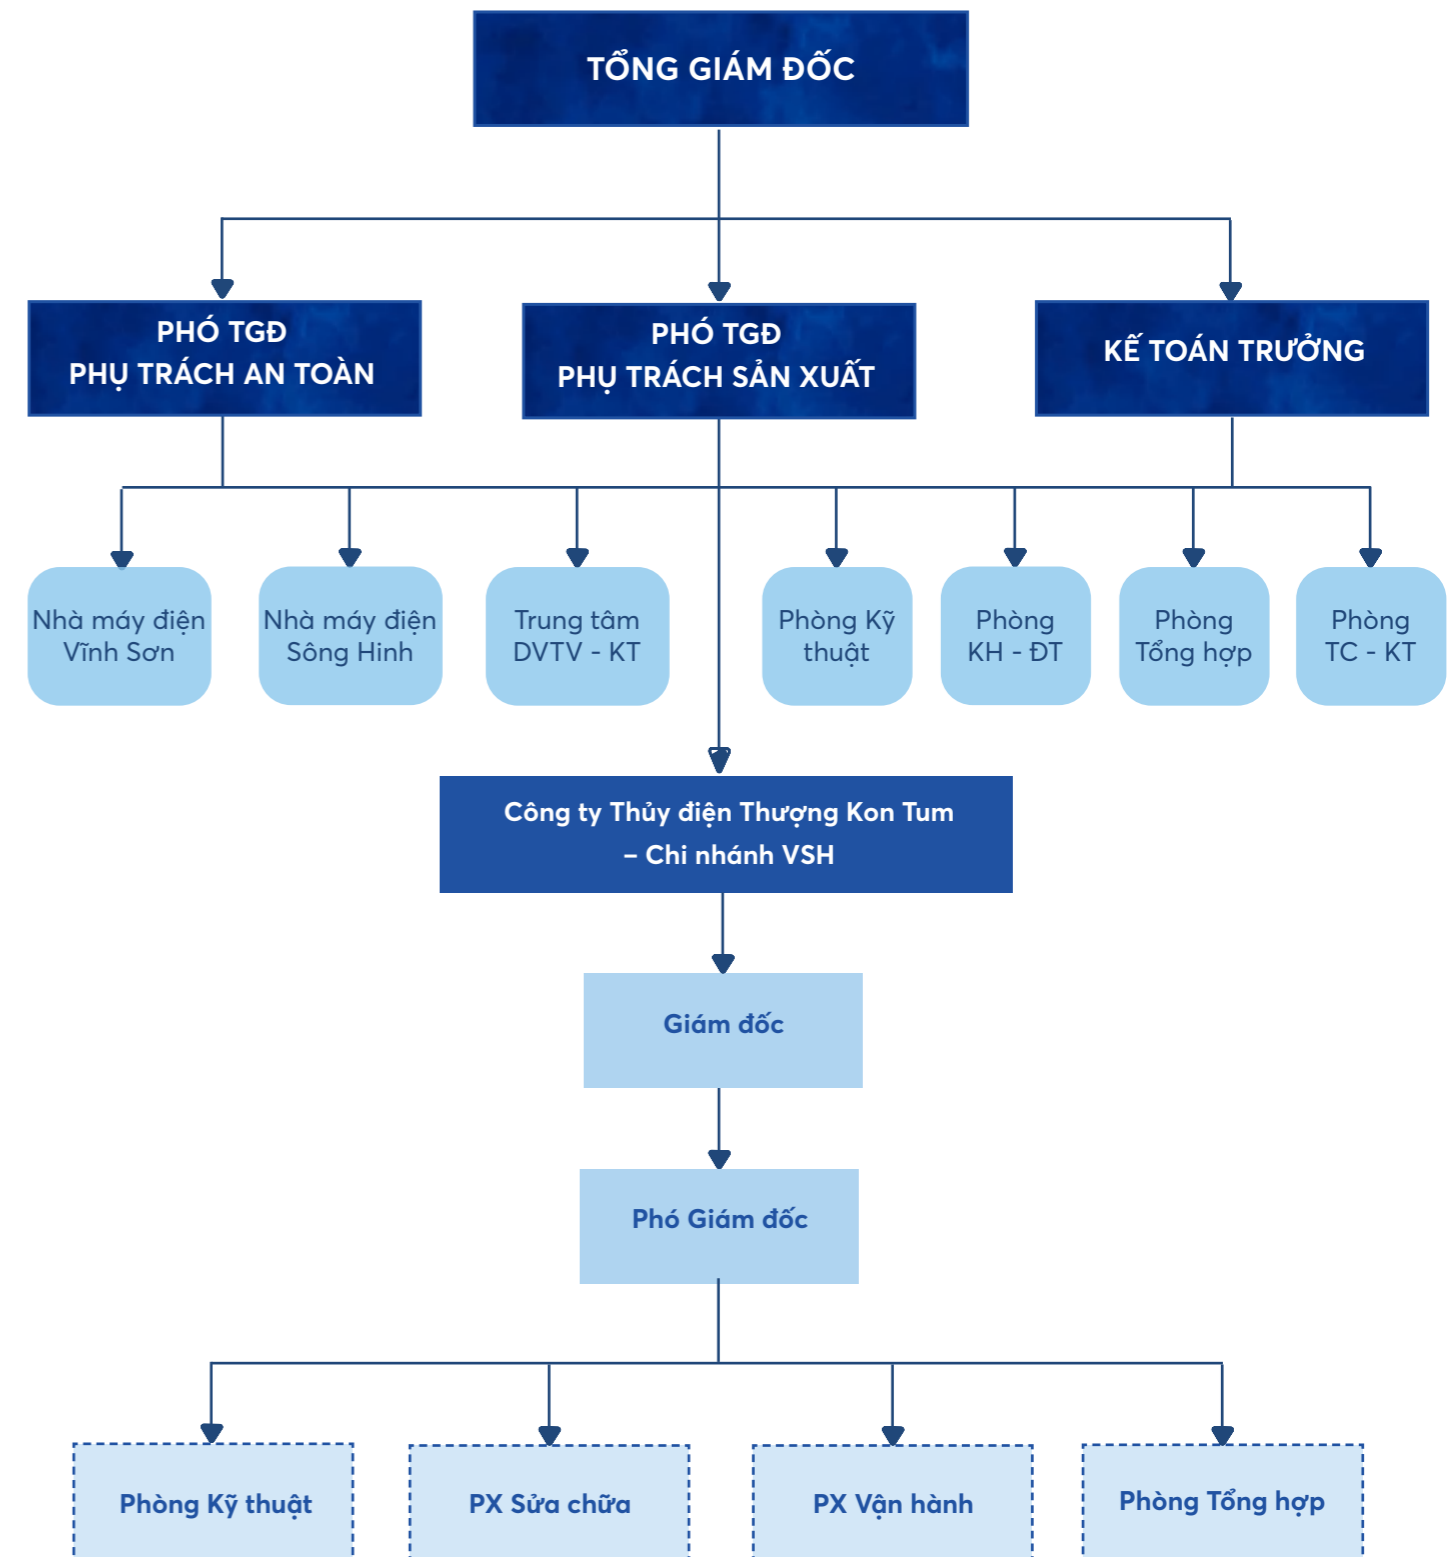 TỔNG GIÁM ĐỐC
PHÓ TGĐ
PHỤ TRÁCH AN TOÀN
PHÓ TGĐ
PHỤ TRÁCH SẢN XUẤT
KẾ TOÁN TRƯỞNG
Nhà máy điện
Vĩnh Sơn
Nhà máy điện
Sông Hinh
Trung tâm
DVTV - KT
Phòng Kỹ
thuật
Phòng
KH - ĐT
Phòng
Tổng hợp
Phòng
TC - KT
Công ty Thủy điện Thượng Kon Tum
– Chi nhánh VSH
Giám đốc
Phó Giám đốc
Phòng Kỹ thuật
PX Sửa chữa
PX Vận hành
Phòng Tổng hợp